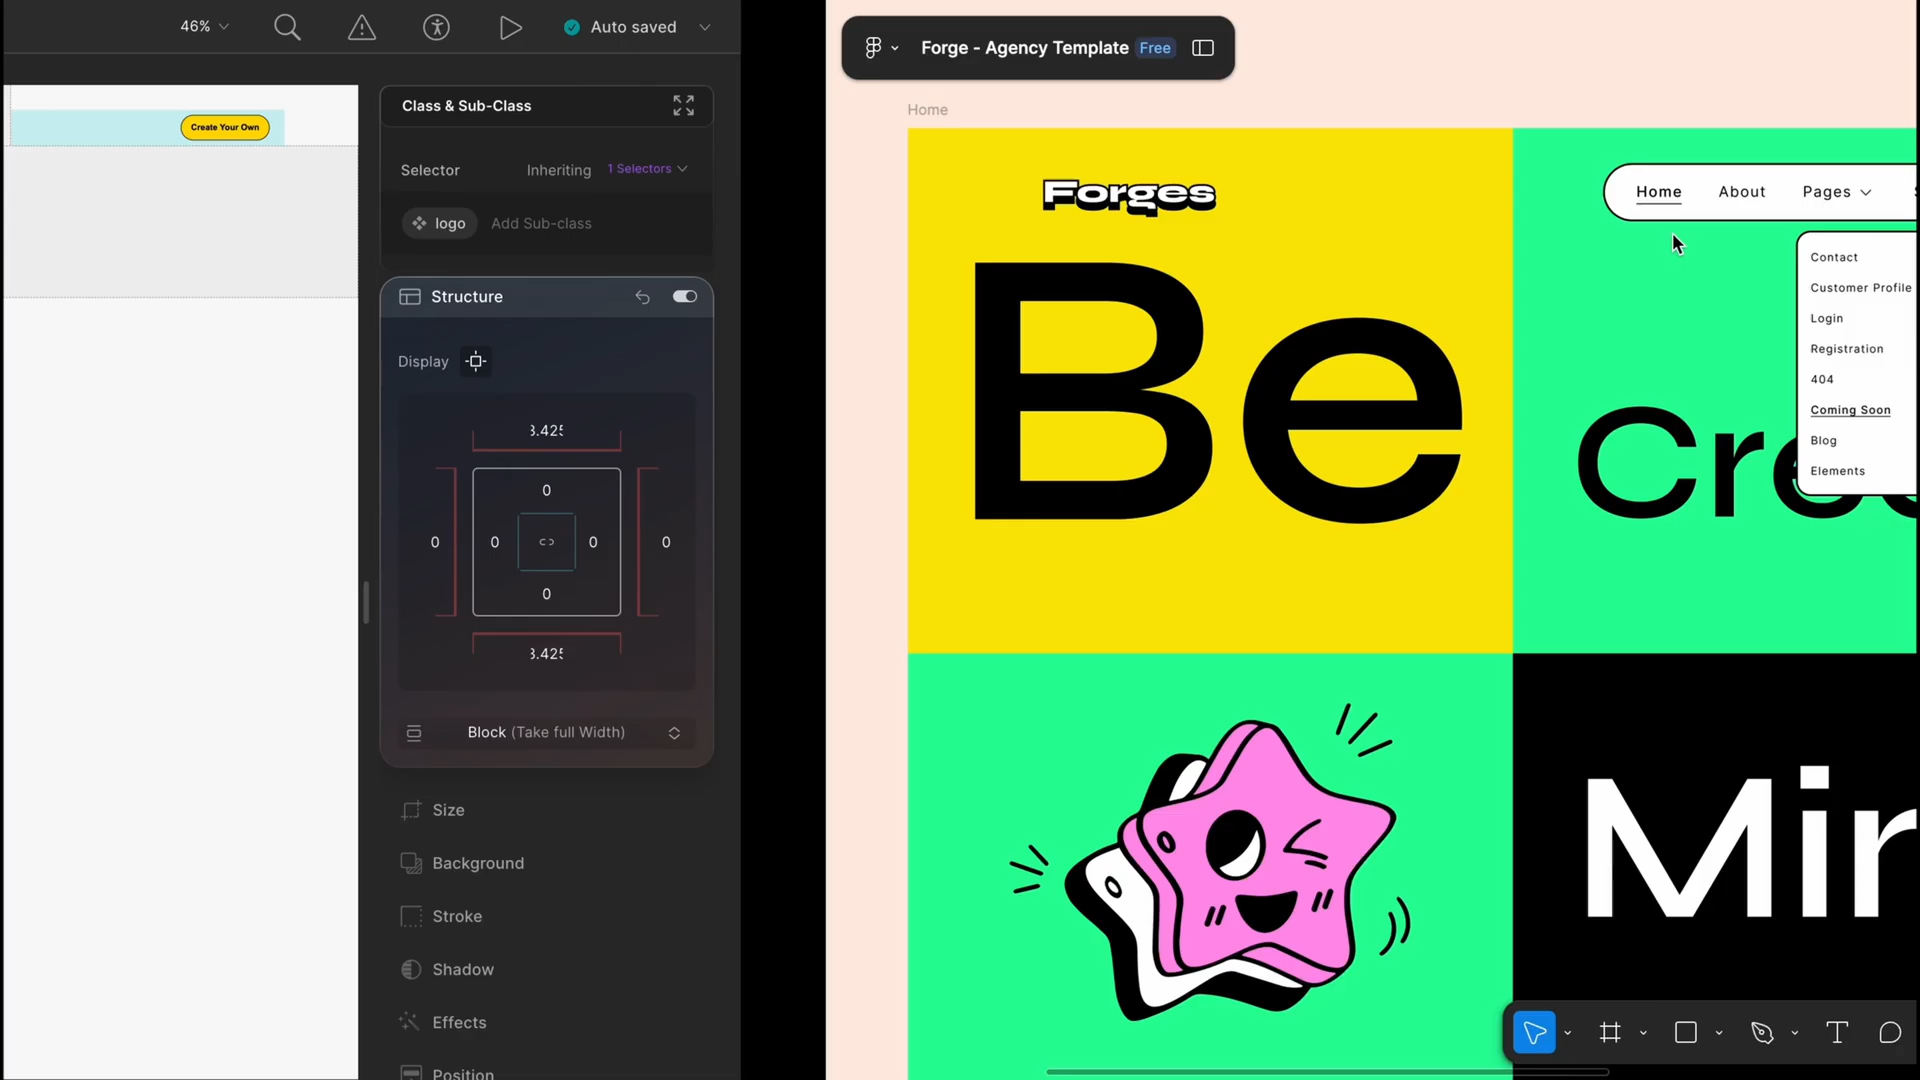 46%
Auto saved
Create Your Own
Class & Sub-Class
Selector
Inheriting
1 Selectors
logo
Add Sub-class
Structure
Display
0
0
0
0
0
0
Block (Take full Width)
Size
Background
Stroke
Shadow
Effects
Position
Forge - Agency Template
Free
Home
Forges
Home
About
Pages
Be
Contact
Customer Profile
Login
Registration
404
Coming Soon
Blog
Elements